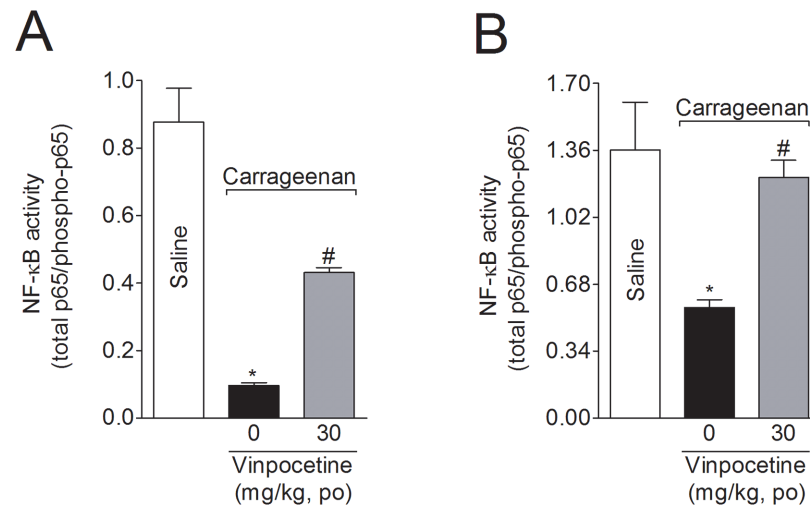 A
NF-κB activity
(total p65/phospho-p65)
1.0
0.8
0.6
0.4
0.2
0.0
Saline
Carrageenan
*
#
0 30
Vinpocetine
(mg/kg, po)
B
NF-κB activity
(total p65/phospho-p65)
1.70
1.36
1.02
0.68
0.34
0.00
Saline
Carrageenan
*
#
0 30
Vinpocetine
(mg/kg, po)